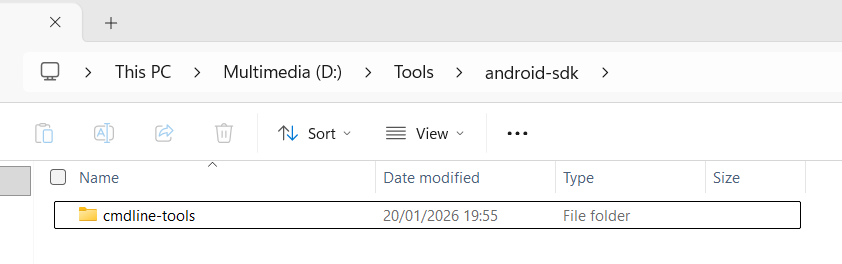 This PC > Multimedia (D:) > Tools > android-sdk >
Sort View
Name Date modified Type Size
cmdline-tools 20/01/2026 19:55 File folder